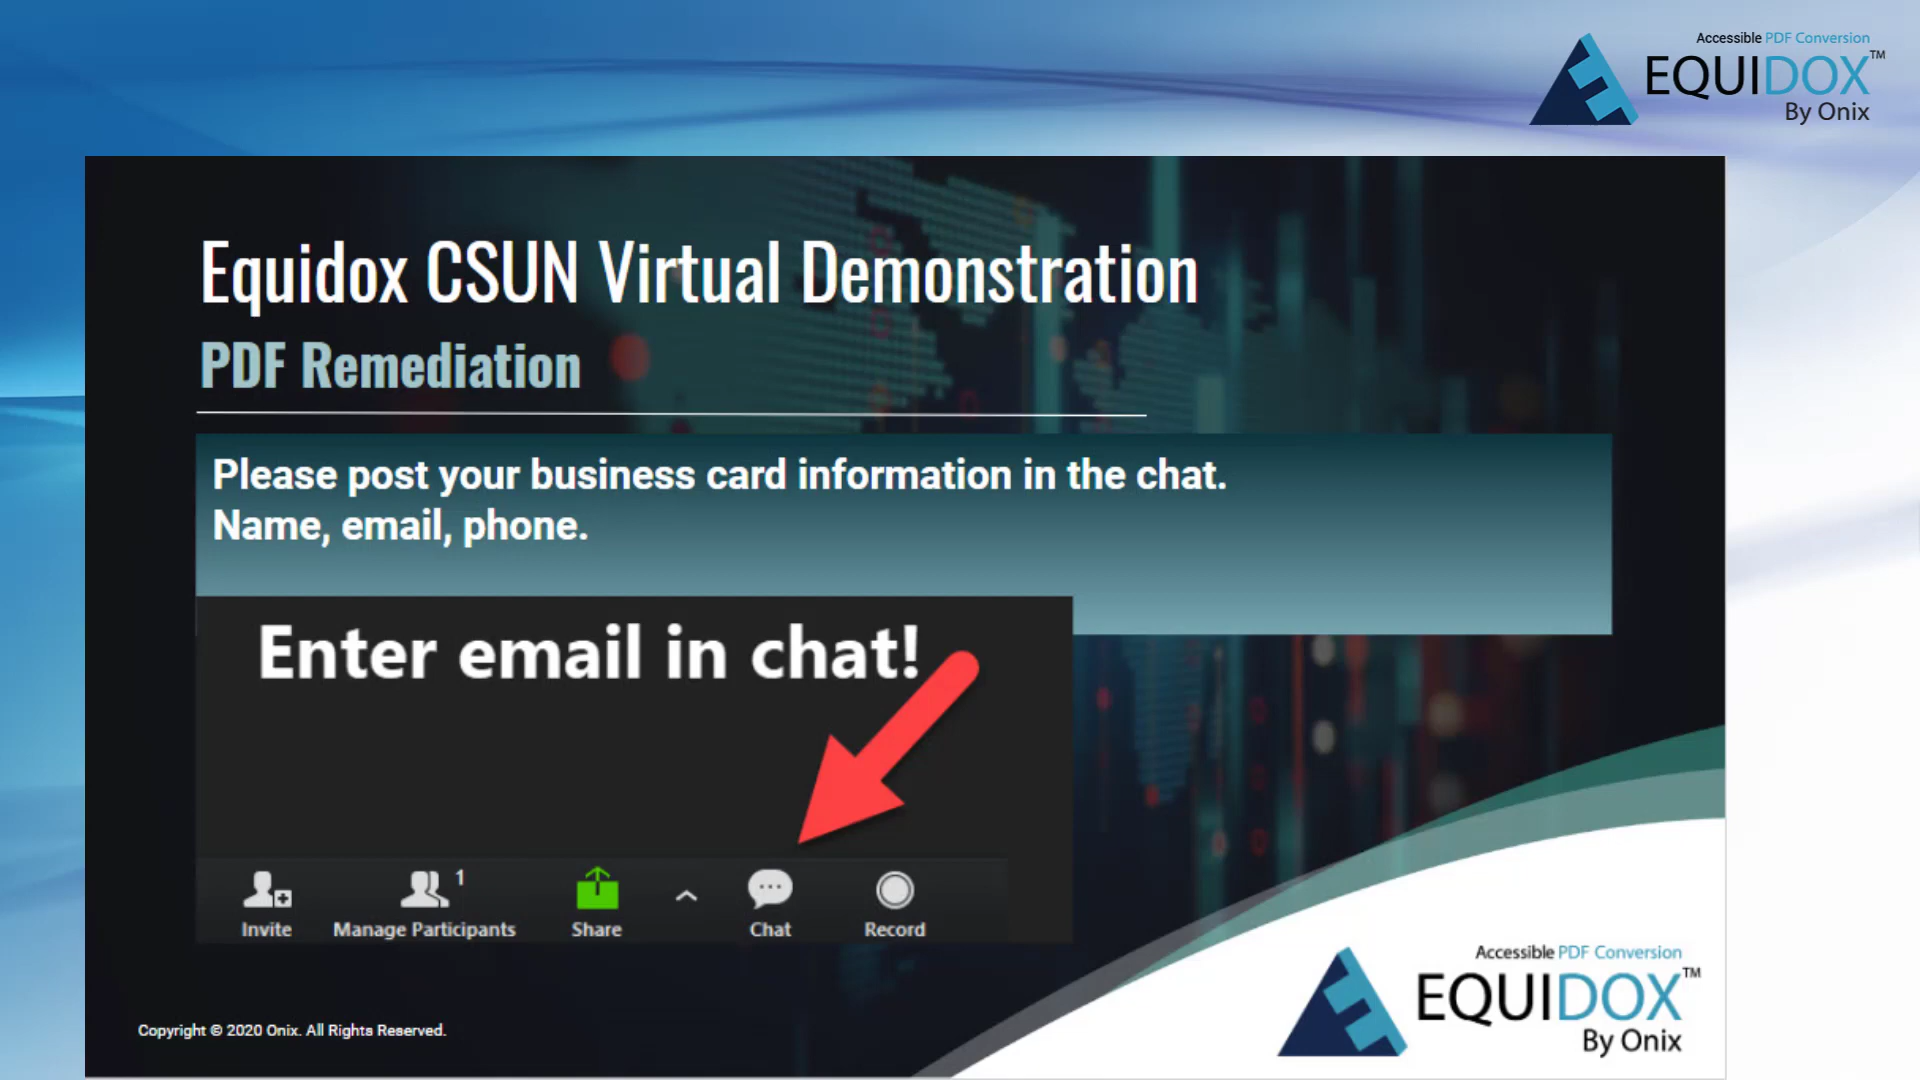 Accessible PDF Conversion
EQUIDOX™
By Onix
Equidox CSUN Virtual Demonstration
PDF Remediation
Please post your business card information in the chat.
Name, email, phone.
Enter email in chat!
1
Invite
Manage Participants
Share
Chat
Record
Accessible PDF Conversion
EQUIDOX™
By Onix
Copyright © 2020 Onix. All Rights Reserved.